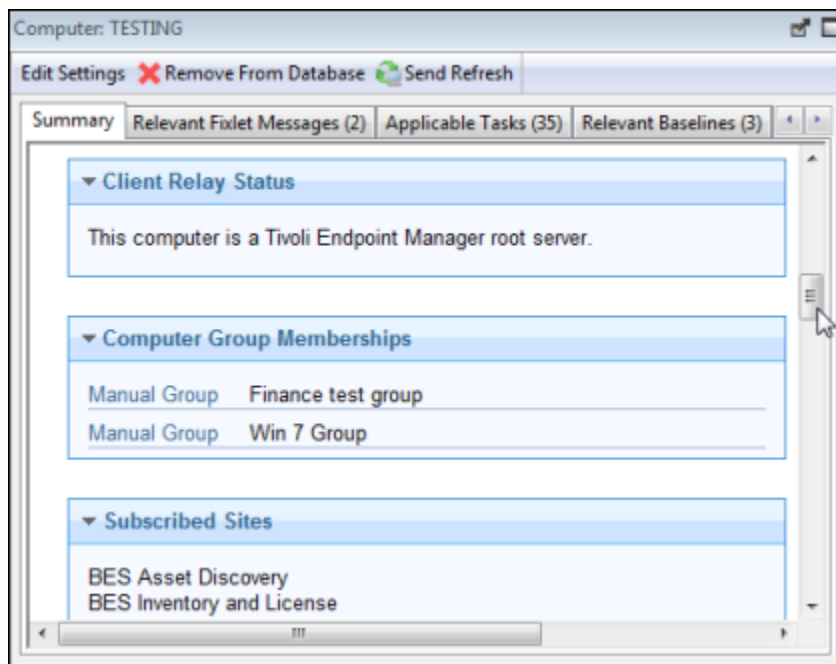 Computer: TESTING
Edit Settings Remove From Database Send Refresh
Summary Relevant Fixlet Messages (2) Applicable Tasks (35) Relevant Baselines (3)
Client Relay Status
This computer is a Tivoli Endpoint Manager root server.
Computer Group Memberships
Manual Group Finance test group
Manual Group Win 7 Group
Subscribed Sites
BES Asset Discovery
BES Inventory and License